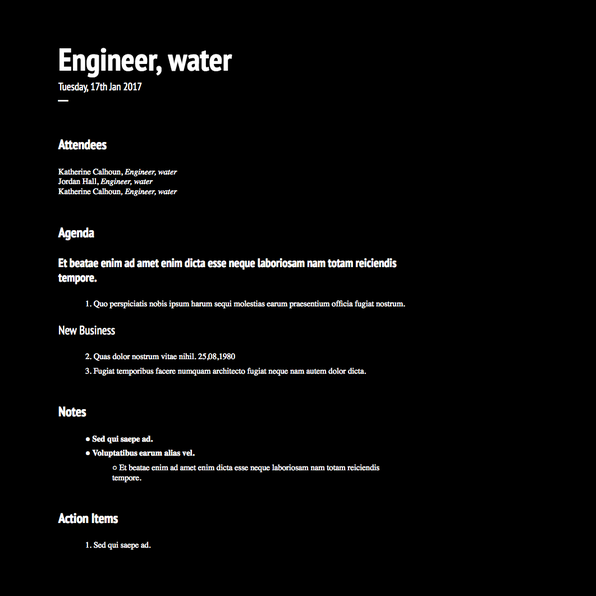 Engineer, water
Tuesday, 17th Jan 2017
—
Attendees
Katherine Calhoun, Engineer, water
Jordan Hall, Engineer, water
Katherine Calhoun, Engineer, water
Agenda
Et beatae enim ad amet enim dicta esse neque laboriosam nam totam reiciendis
tempore.
1. Quo perspiciatis nobis ipsum harum sequi molestias earum praesentium officia fugiat nostrum.
New Business
2. Quas dolor nostrum vitae nihil. 25,08,1980
3. Fugiat temporibus facere numquam architecto fugiat neque nam autem dolor dicta.
Notes
● Sed qui saepe ad.
● Voluptatibus earum alias vel.
○ Et beatae enim ad amet enim dicta esse neque laboriosam nam totam reiciendis
tempore.
Action Items
1. Sed qui saepe ad.